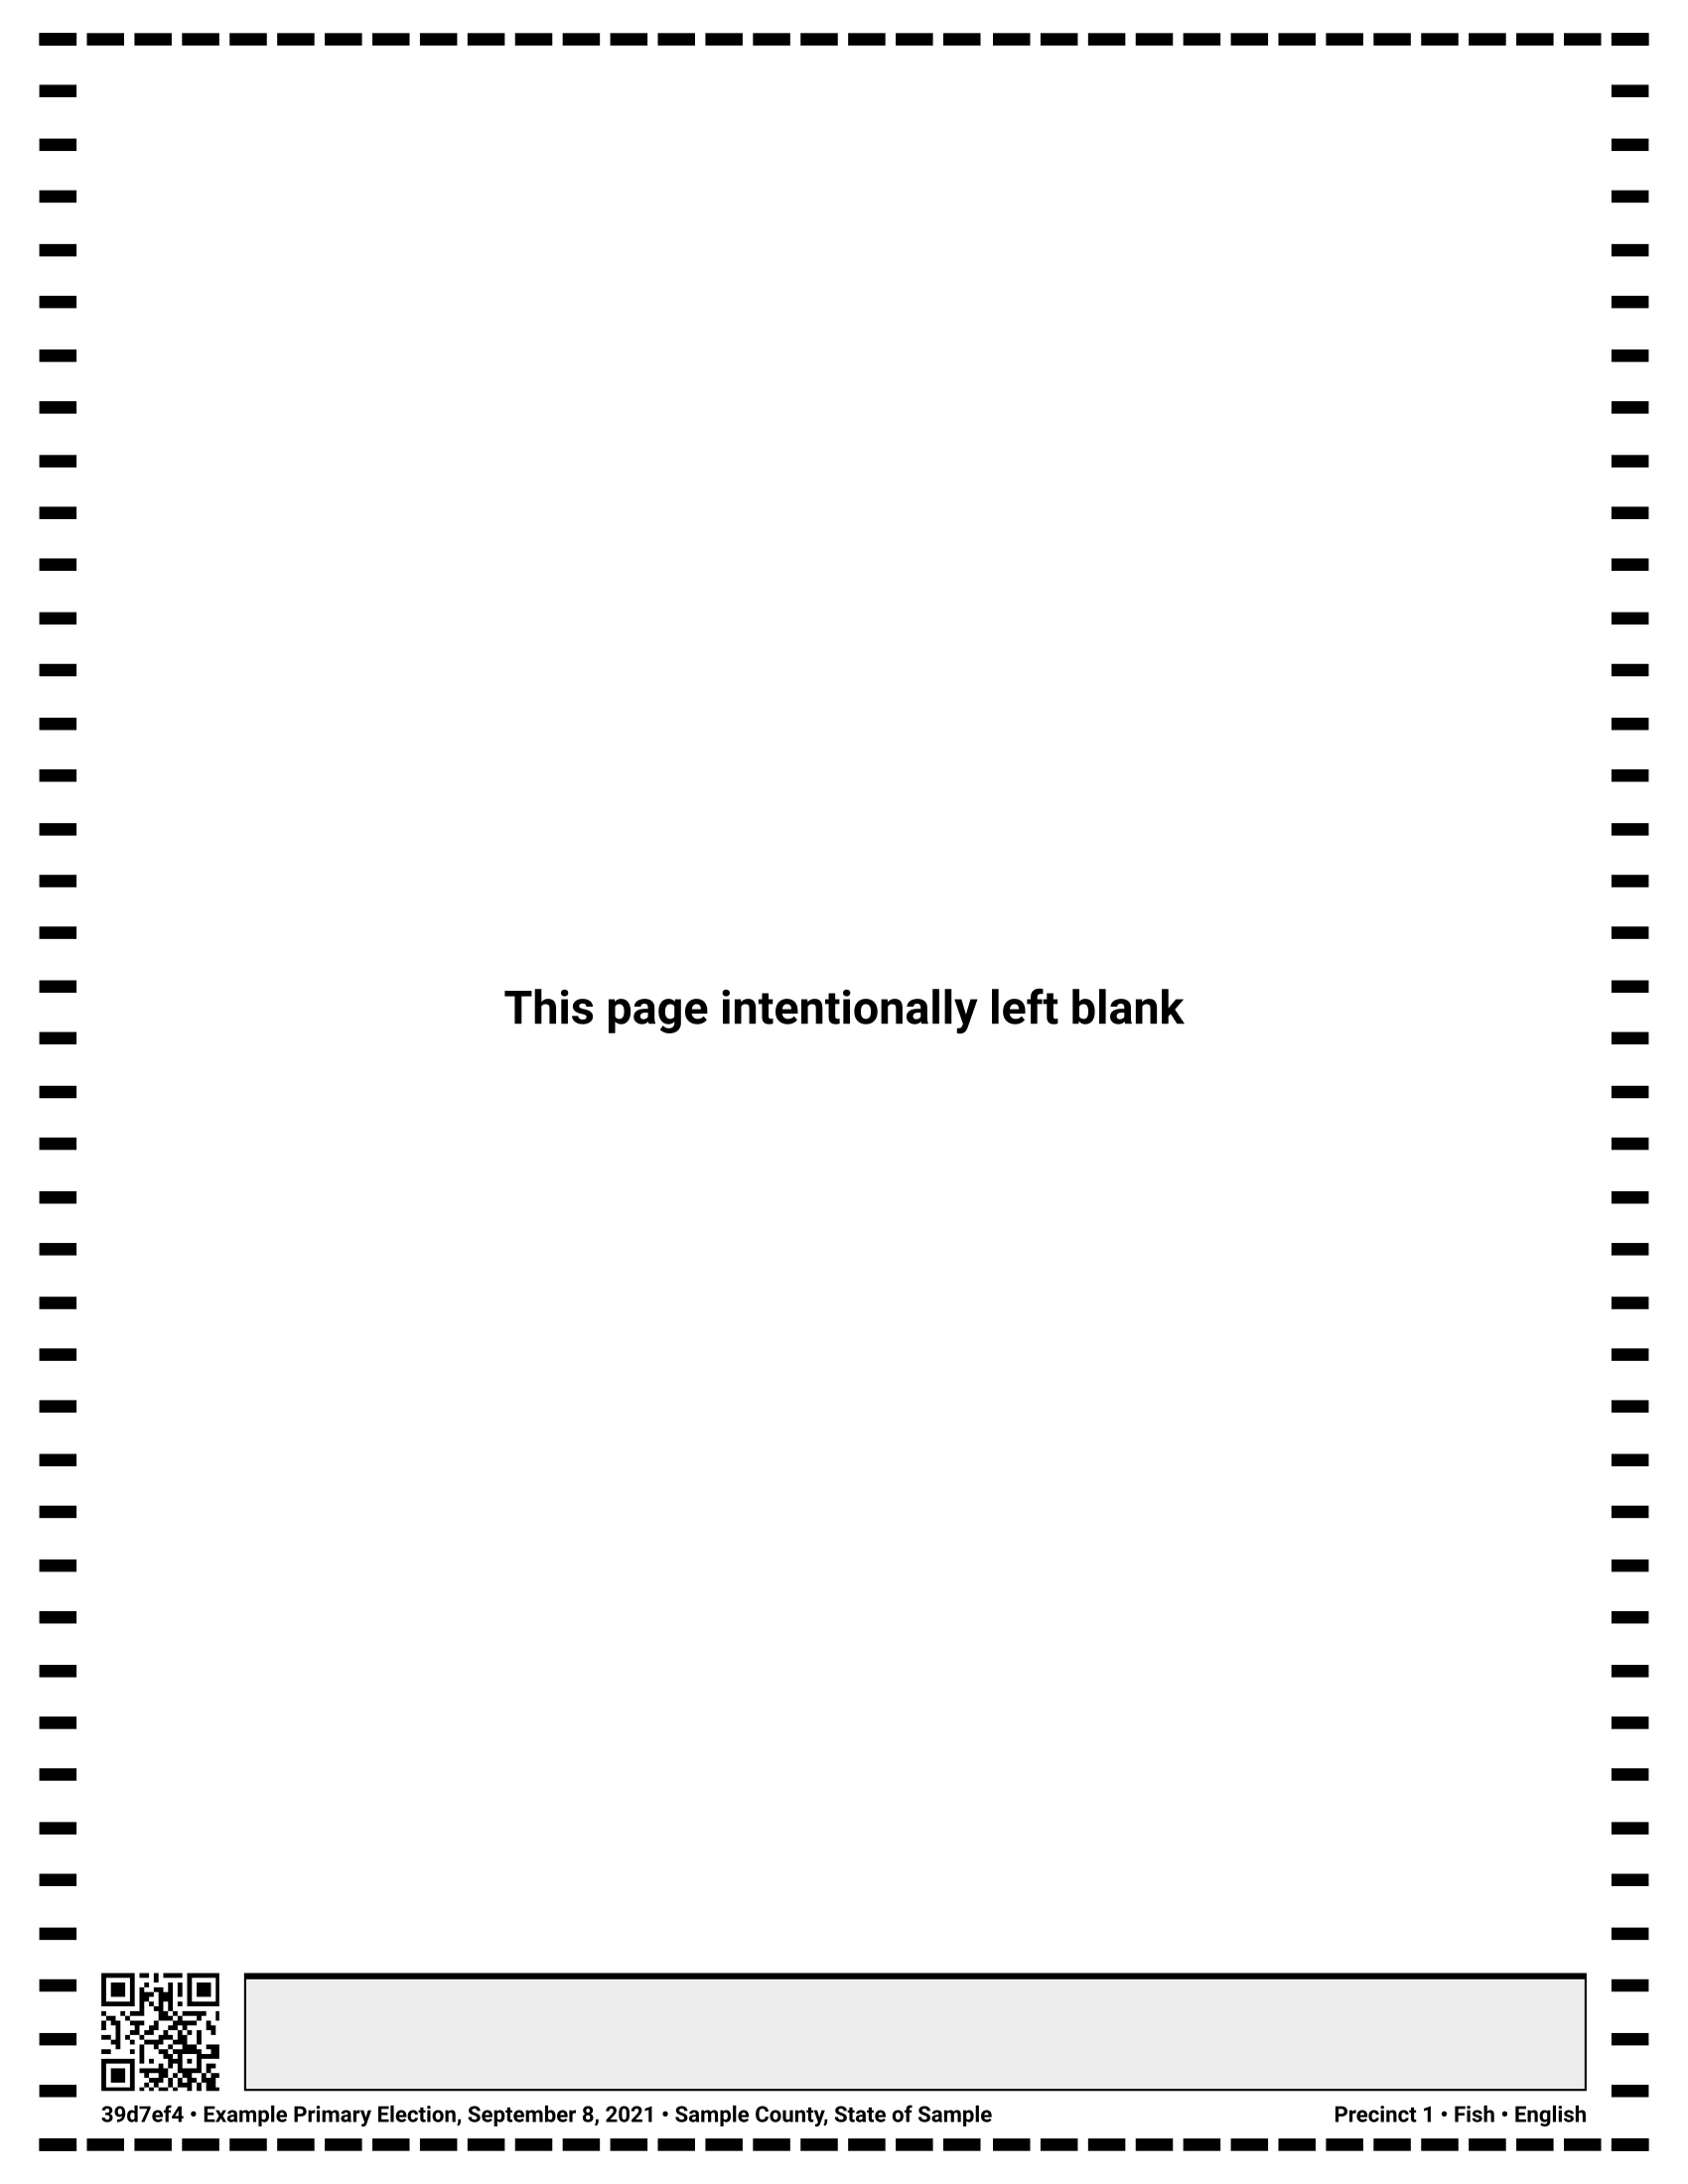 This page intentionally left blank
39d7ef4 • Example Primary Election, September 8, 2021 • Sample County, State of Sample
Precinct 1 • Fish • English